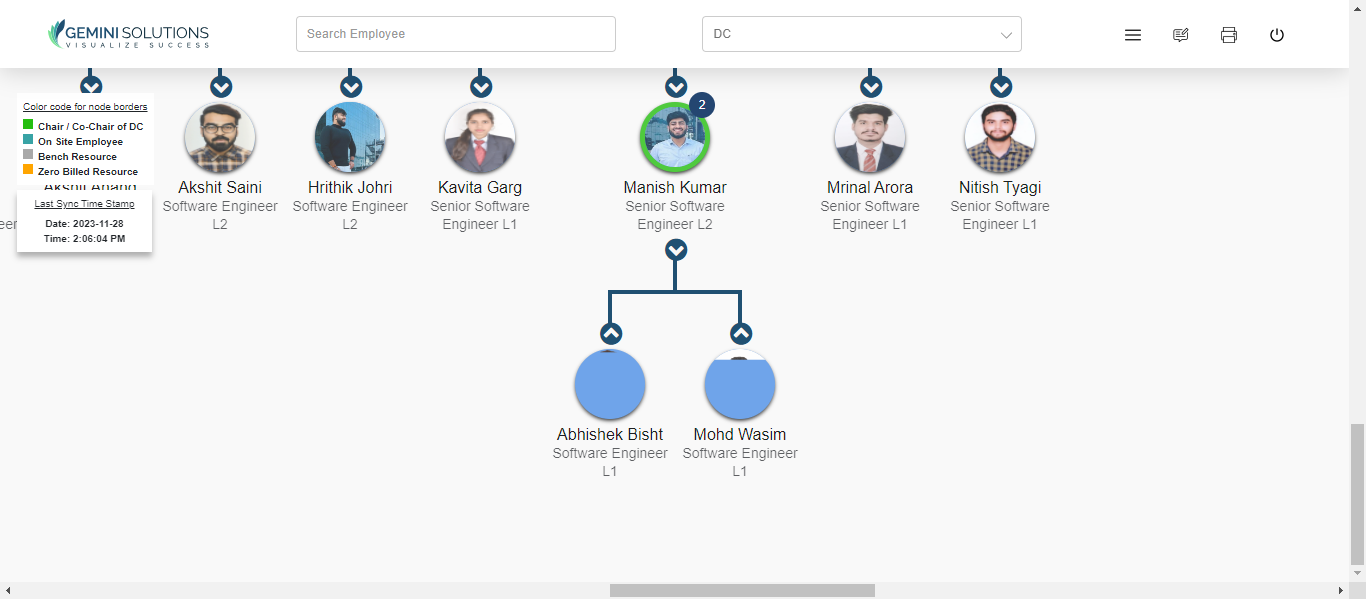 GEMINI SOLUTIONS
VISUALIZE SUCCESS
Search Employee
DC
Color code for node borders
Chair / Co-Chair of DC
On Site Employee
Bench Resource
Zero Billed Resource
Akshit Anand
Last Sync Time Stamp
Date: 2023-11-28
Time: 2:06:04 PM
eer
Akshit Saini
Software Engineer
L2
Hrithik Johri
Software Engineer
L2
Kavita Garg
Senior Software
Engineer L1
2
Manish Kumar
Senior Software
Engineer L2
Mrinal Arora
Senior Software
Engineer L1
Nitish Tyagi
Senior Software
Engineer L1
Abhishek Bisht
Software Engineer
L1
Mohd Wasim
Software Engineer
L1